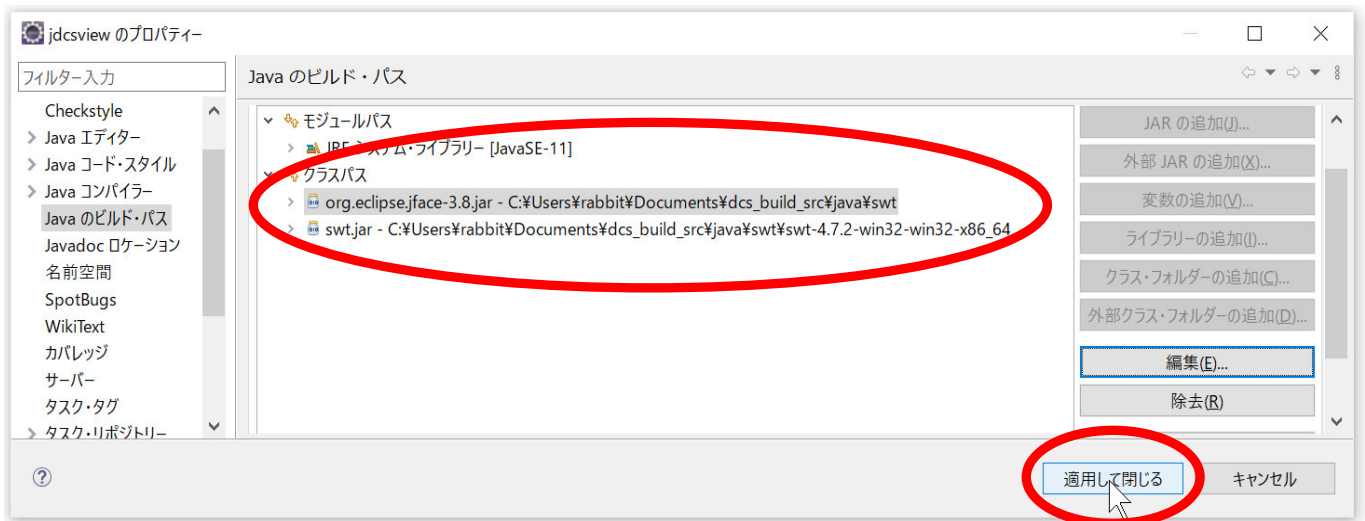 jdcsview のプロパティー
フィルター入力
Java のビルド・パス
Checkstyle
Java エディター
Java コード・スタイル
Java コンパイラー
Java のビルド・パス
Javadoc ロケーション
名前空間
SpotBugs
WikiText
カバレッジ
サーバー
タスク・タグ
タスク・リポジトリー
モジュールパス
JRE システム・ライブラリー [JavaSE-11]
クラスパス
org.eclipse.jface-3.8.jar - C:¥Users¥rabbit¥Documents¥dcs_build_src¥java¥swt
swt.jar - C:¥Users¥rabbit¥Documents¥dcs_build_src¥java¥swt¥swt-4.7.2-win32-win32-x86_64
JAR の追加(J)...
外部 JAR の追加(X)...
変数の追加(V)...
ライブラリーの追加(I)...
クラス・フォルダーの追加(C)...
外部クラス・フォルダーの追加(D)...
編集(E)...
除去(R)
適用して閉じる
キャンセル